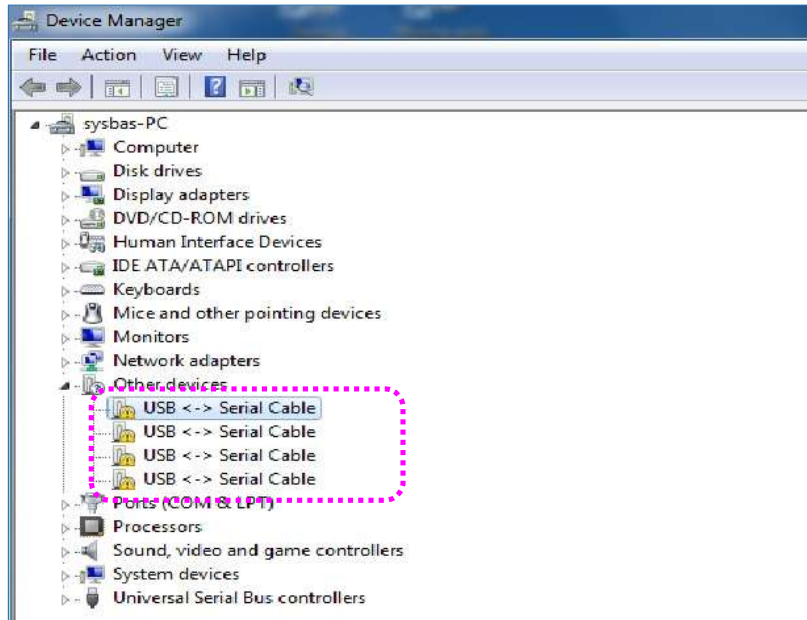 Device Manager
File Action View Help
sysbas-PC
Computer
Disk drives
Display adapters
DVD/CD-ROM drives
Human Interface Devices
IDE ATA/ATAPI controllers
Keyboards
Mice and other pointing devices
Monitors
Network adapters
Other devices
USB <-> Serial Cable
USB <-> Serial Cable
USB <-> Serial Cable
USB <-> Serial Cable
Ports (COM & LPT)
Processors
Sound, video and game controllers
System devices
Universal Serial Bus controllers